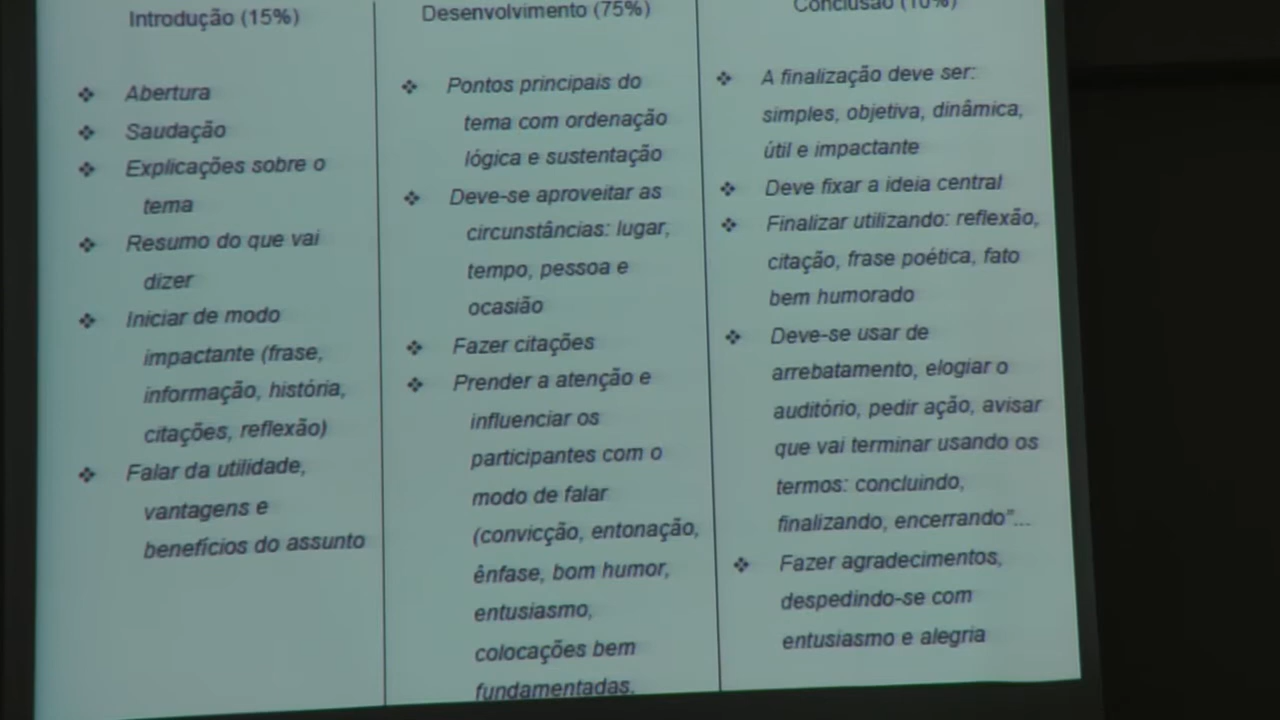 Introdução (15%)
Abertura
Saudação
Explicações sobre o
tema
Resumo do que vai
dizer
Iniciar de modo
impactante (frase,
informação, história,
citações, reflexão)
Falar da utilidade,
vantagens e
benefícios do assunto
Desenvolvimento (75%)
Pontos principais do
tema com ordenação
lógica e sustentação
Deve-se aproveitar as
circunstâncias: lugar,
tempo, pessoa e
ocasião
Fazer citações
Prender a atenção e
influenciar os
participantes com o
modo de falar
(convicção, entonação,
ênfase, bom humor,
entusiasmo,
colocações bem
fundamentadas.
Conclusão (10%)
A finalização deve ser:
simples, objetiva, dinâmica,
útil e impactante
Deve fixar a ideia central
Finalizar utilizando: reflexão,
citação, frase poética, fato
bem humorado
Deve-se usar de
arrebatamento, elogiar o
auditório, pedir ação, avisar
que vai terminar usando os
termos: concluindo,
finalizando, encerrando”...
Fazer agradecimentos,
despedindo-se com
entusiasmo e alegria